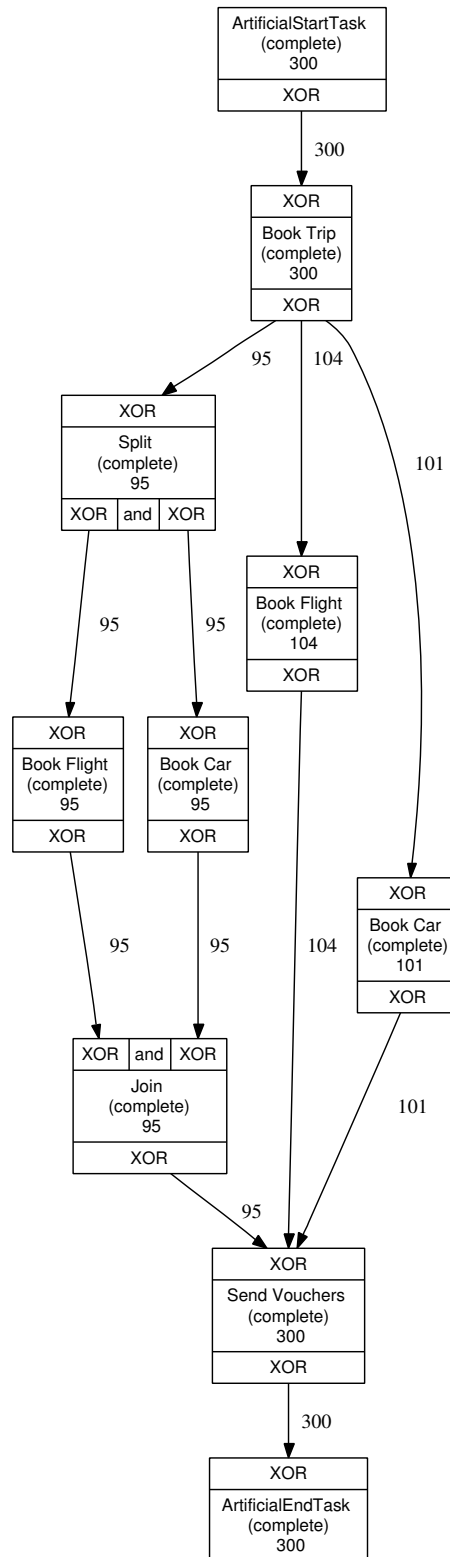 ArtificialStartTask
(complete)
300
XOR
300
XOR
Book Trip
(complete)
300
XOR
95
104
101
XOR
Split
(complete)
95
XOR and XOR
95
95
XOR
Book Flight
(complete)
104
XOR
XOR
Book Flight
(complete)
95
XOR
XOR
Book Car
(complete)
95
XOR
XOR
Book Car
(complete)
101
XOR
95
95
104
101
XOR and XOR
Join
(complete)
95
XOR
95
XOR
Send Vouchers
(complete)
300
XOR
300
XOR
ArtificialEndTask
(complete)
300